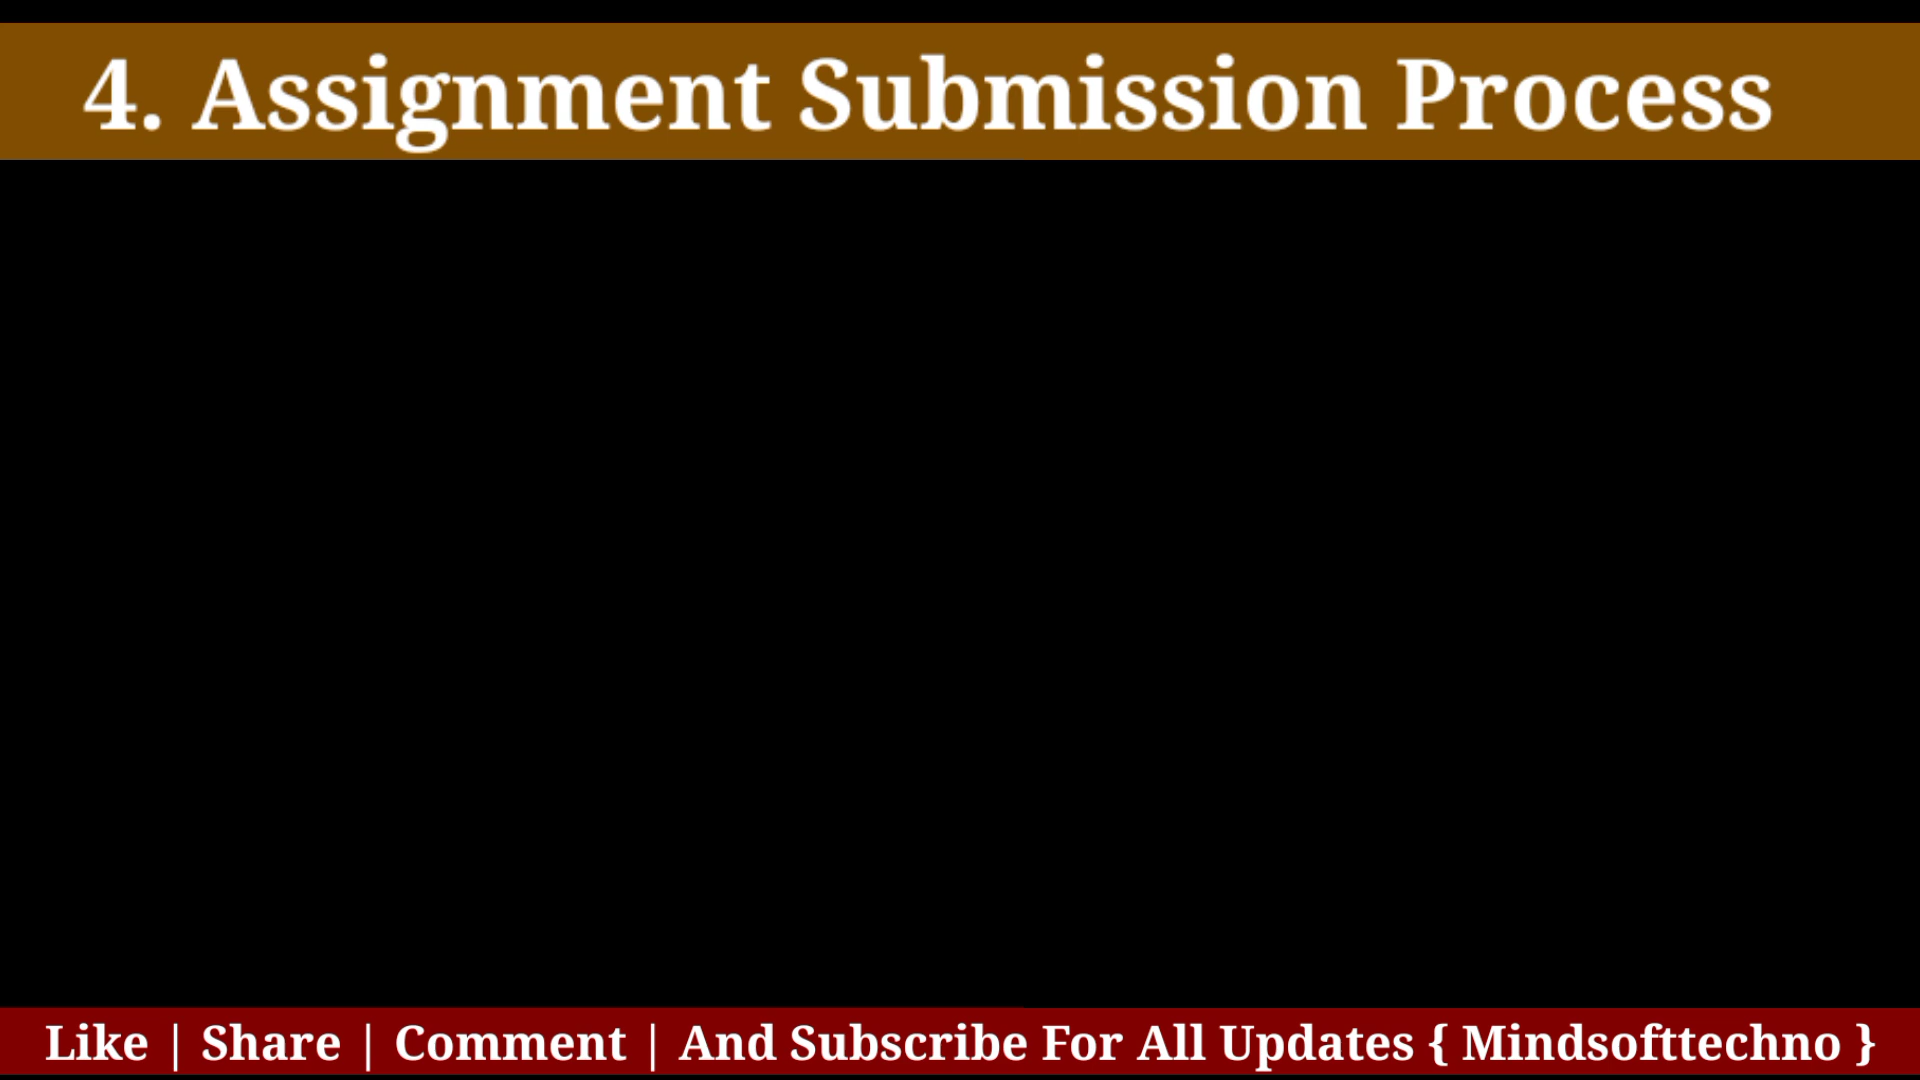 4. Assignment Submission Process
Like | Share | Comment | And Subscribe For All Updates { Mindsofttechno }